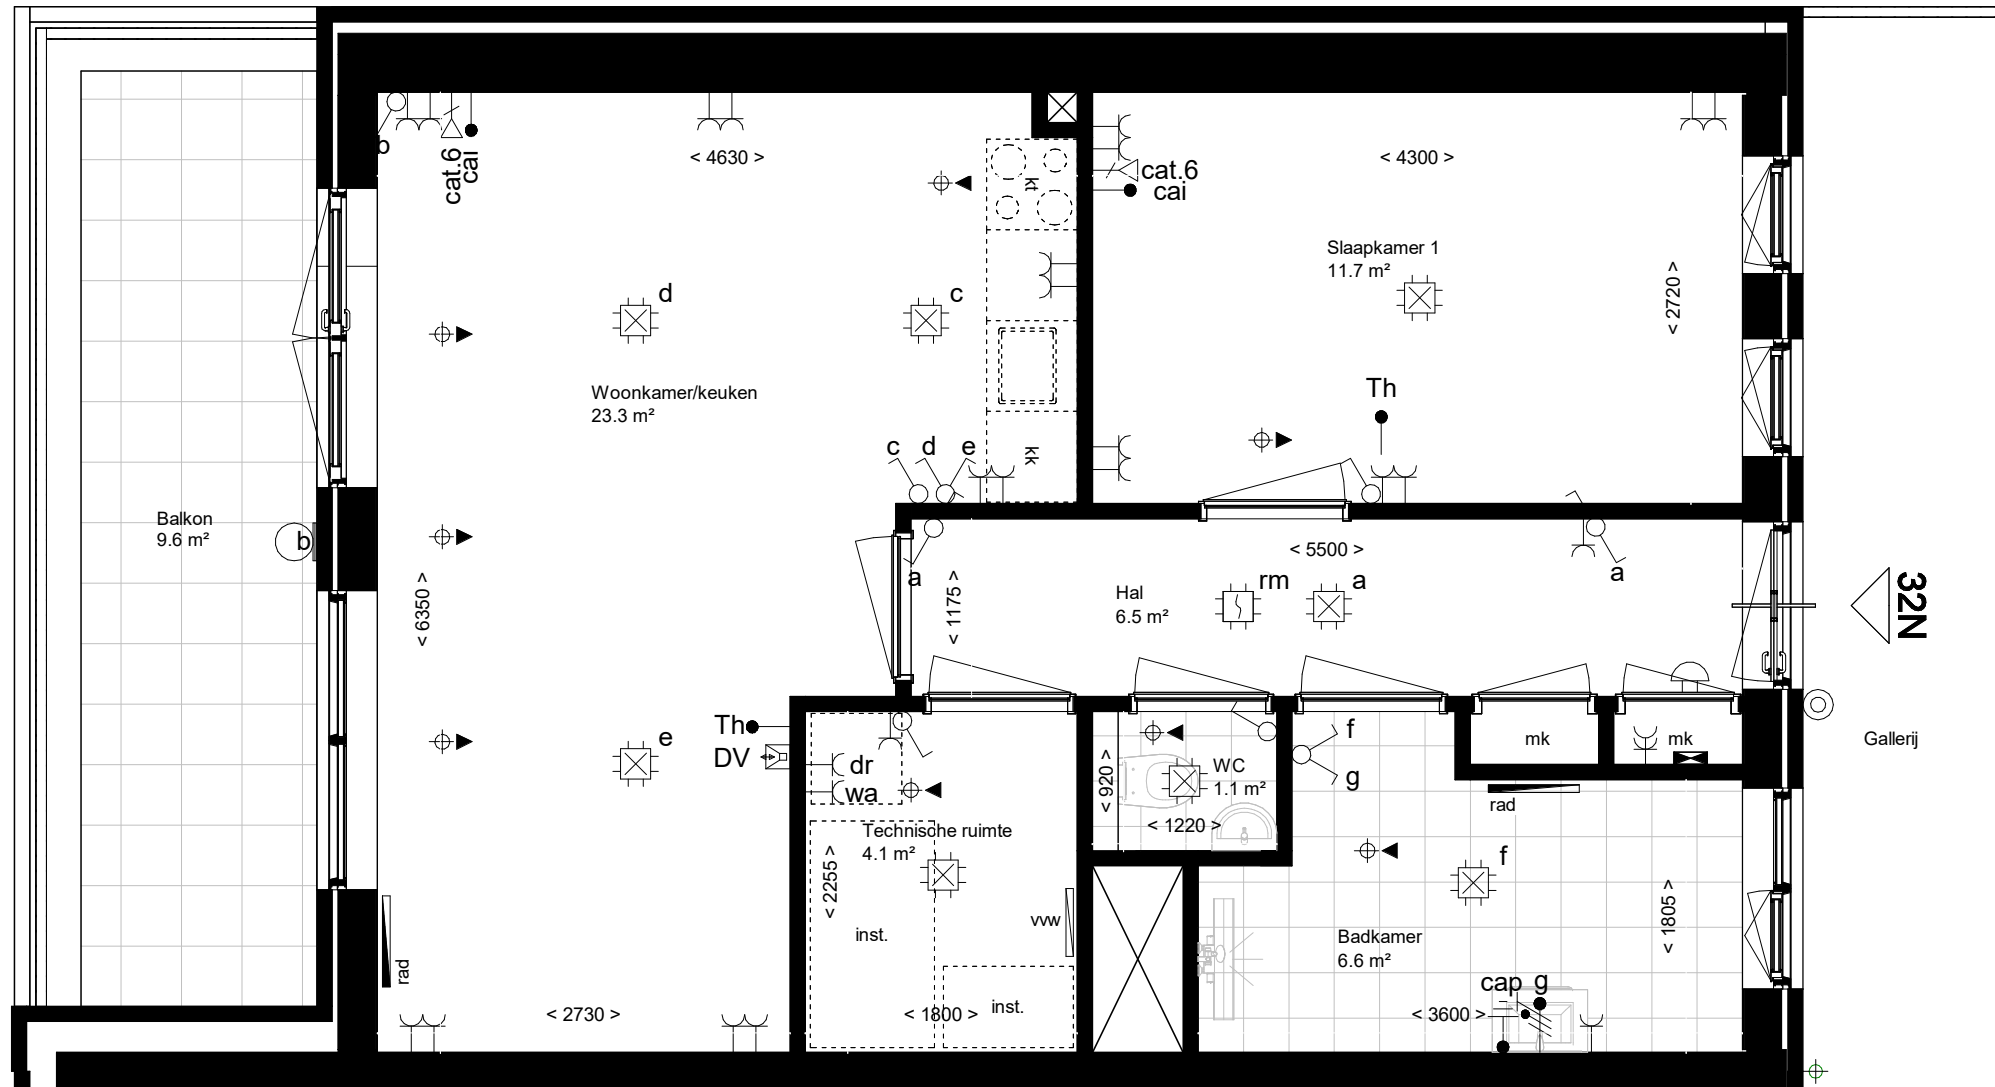 b
cat.6
cai
< 4630 >
kt
cat.6
cai
< 4300 >
Slaapkamer 1
11.7 m²
< 2720 >
d
c
Woonkamer/keuken
23.3 m²
Th
c
d
e
kk
Balkon
9.6 m²
b
< 6350 >
a
< 1175 >
Hal
6.5 m²
rm
a
< 5500 >
a
32N
Th
DV
e
dr
wa
Technische ruimte
4.1 m²
< 2255 >
inst.
vvw
inst.
< 1800 >
< 920 >
WC
1.1 m²
< 1220 >
f
g
mk
mk
Gallerij
rad
f
Badkamer
6.6 m²
< 1805 >
cap
g
< 3600 >
rad
< 2730 >